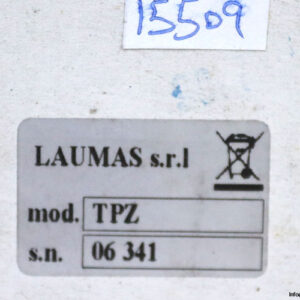 15509
LAUMAS s.r.l
mod. TPZ
s.n. 06 341